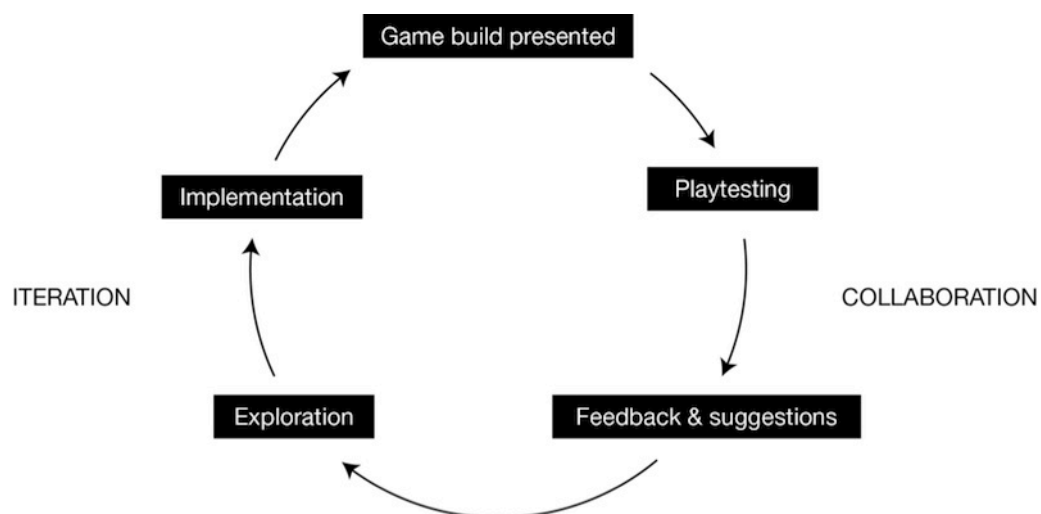 Game build presented
Implementation
Playtesting
ITERATION
COLLABORATION
Exploration
Feedback & suggestions